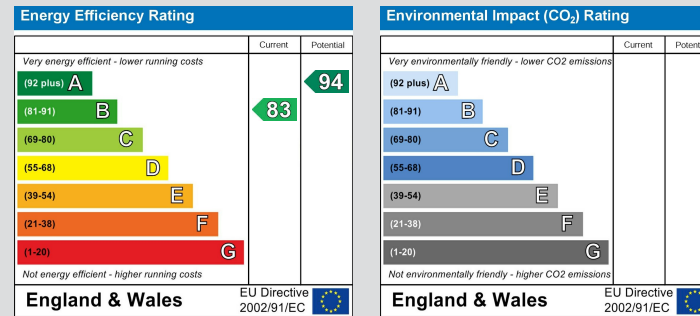 Energy Efficiency Rating
Current Potential
Very energy efficient - lower running costs
(92 plus) A
94
(81-91) B
83
(69-80) C
(55-68) D
(39-54) E
(21-38) F
(1-20) G
Not energy efficient - higher running costs
England & Wales
EU Directive
2002/91/EC
Environmental Impact (CO₂) Rating
Current Potent
Very environmentally friendly - lower CO2 emissions
(92 plus) A
(81-91) B
(69-80) C
(55-68) D
(39-54) E
(21-38) F
(1-20) G
Not environmentally friendly - higher CO2 emissions
England & Wales
EU Directive
2002/91/EC